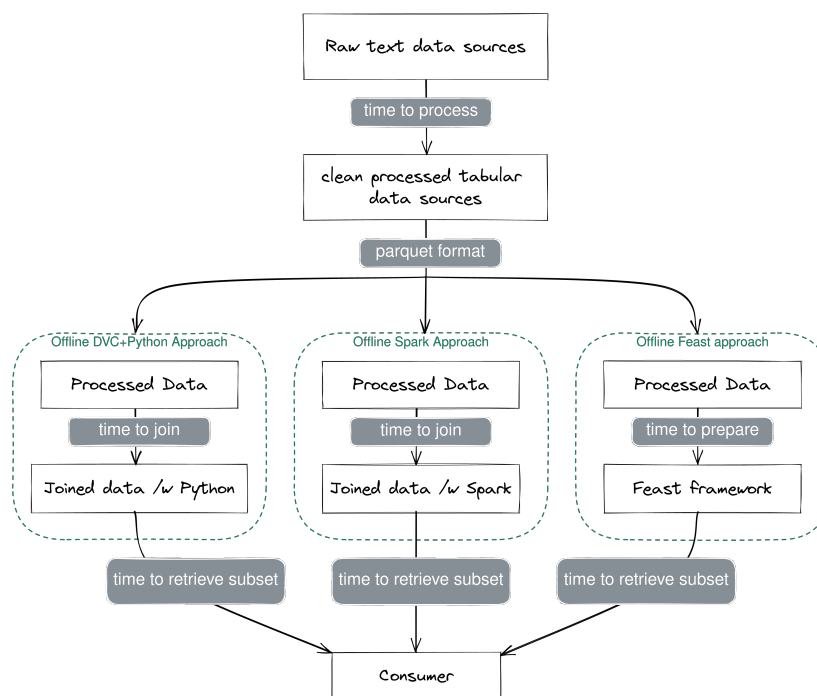 Raw text data sources
time to process
clean processed tabular
data sources
parquet format
Offline DVC+Python Approach
Processed Data
time to join
Joined data /w Python
time to retrieve subset
Offline Spark Approach
Processed Data
time to join
Joined data /w Spark
time to retrieve subset
Offline Feast approach
Processed Data
time to prepare
Feast framework
time to retrieve subset
Consumer